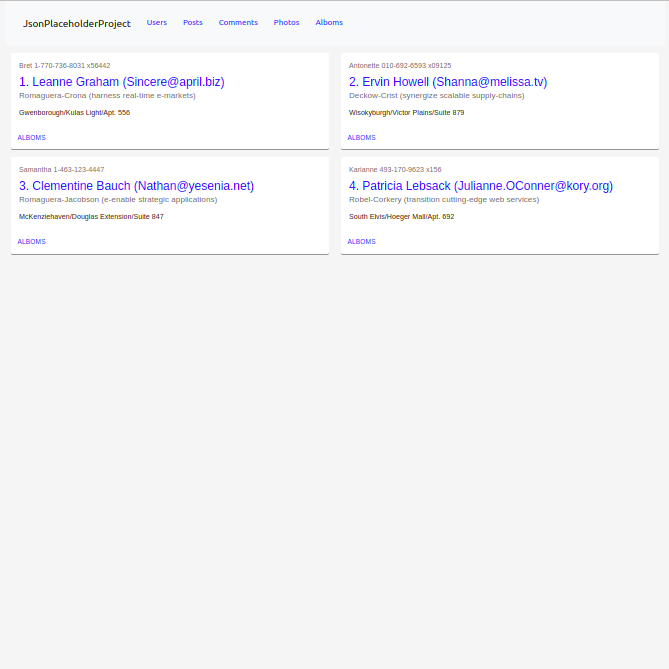 JsonPlaceholderProject Users Posts Comments Photos Alboms
Bret 1-770-736-8031 x56442
1. Leanne Graham (Sincere@april.biz)
Romaguera-Crona (harness real-time e-markets)
Gwenborough/Kulas Light/Apt. 556
ALBOMS
Antonette 010-692-6593 x09125
2. Ervin Howell (Shanna@melissa.tv)
Deckow-Crist (synergize scalable supply-chains)
Wisokyburgh/Victor Plains/Suite 879
ALBOMS
Samantha 1-463-123-4447
3. Clementine Bauch (Nathan@yesenia.net)
Romaguera-Jacobson (e-enable strategic applications)
McKenziehaven/Douglas Extension/Suite 847
ALBOMS
Karianne 493-170-9623 x156
4. Patricia Lebsack (Julianne.OConner@kory.org)
Robel-Corkery (transition cutting-edge web services)
South Elvis/Hoeger Mall/Apt. 692
ALBOMS